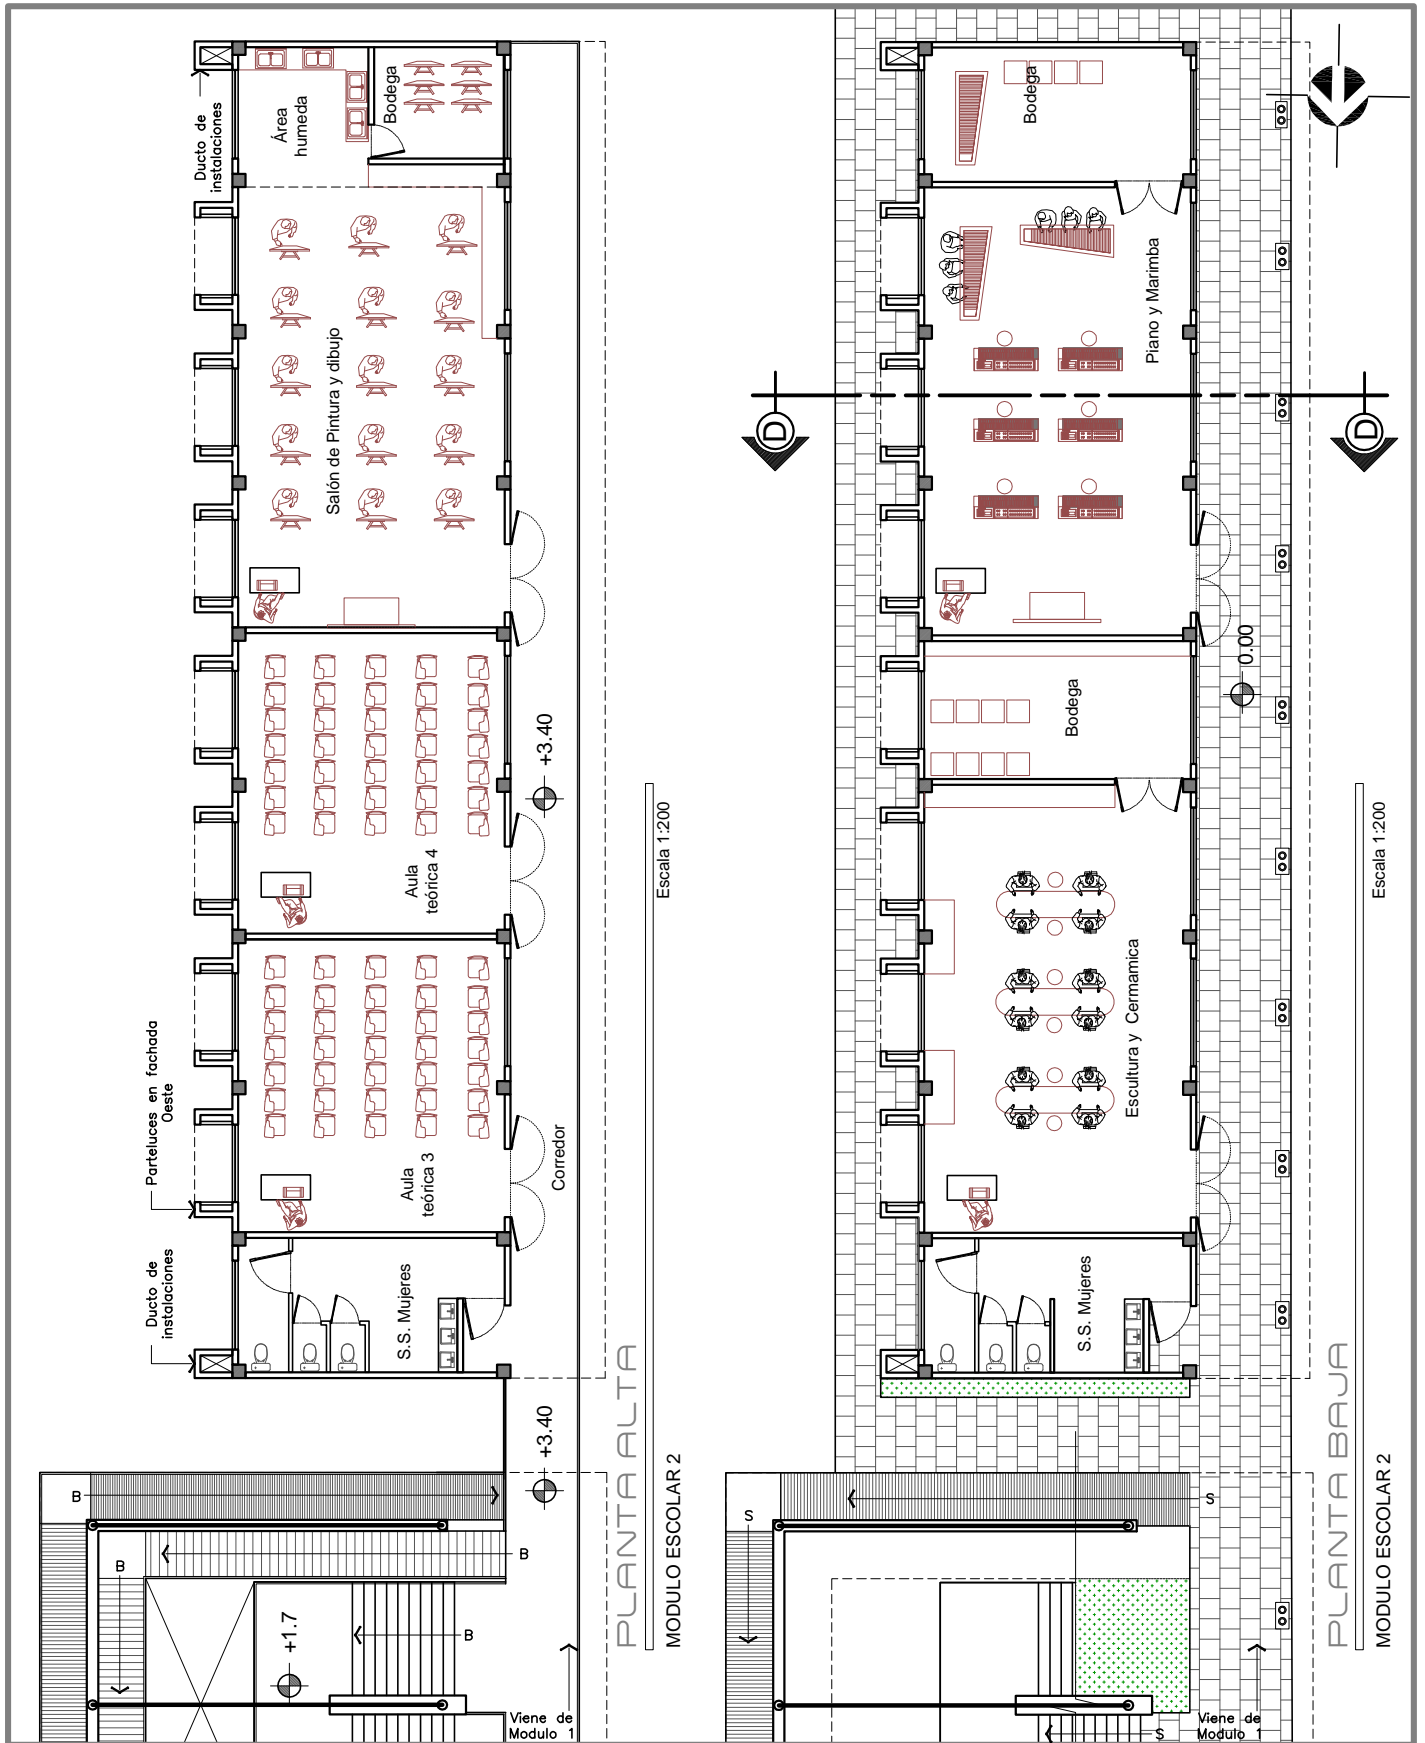 Ducto de
instalaciones
Área
humeda
Bodega
Salón de Pintura y dibujo
Aula
teórica 4
+3.40
Parteluces en fachada
Oeste
Aula
teórica 3
Corredor
Ducto de
instalaciones
S.S. Mujeres
+3.40
B
B
B
B
+1.7
Viene de
Modulo 1
PLANTA ALTA
MODULO ESCOLAR 2
Escala 1:200
Bodega
Piano y Marimba
D
D
0.00
Bodega
Escultura y Cermamica
S.S. Mujeres
S
S
S
Viene de
Modulo 1
PLANTA BAJA
MODULO ESCOLAR 2
Escala 1:200